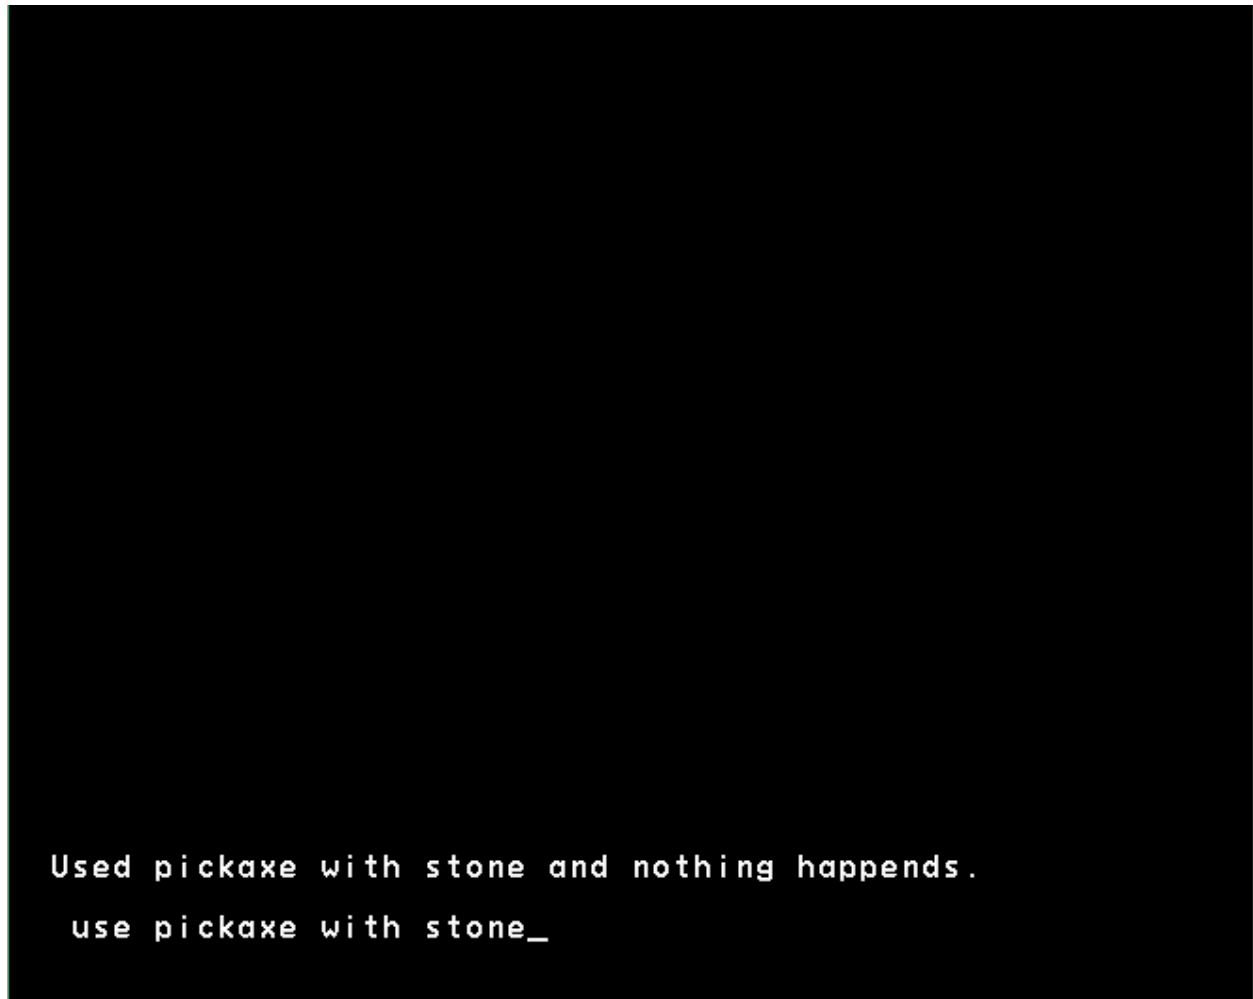 Used pickaxe with stone and nothing happends.
use pickaxe with stone_